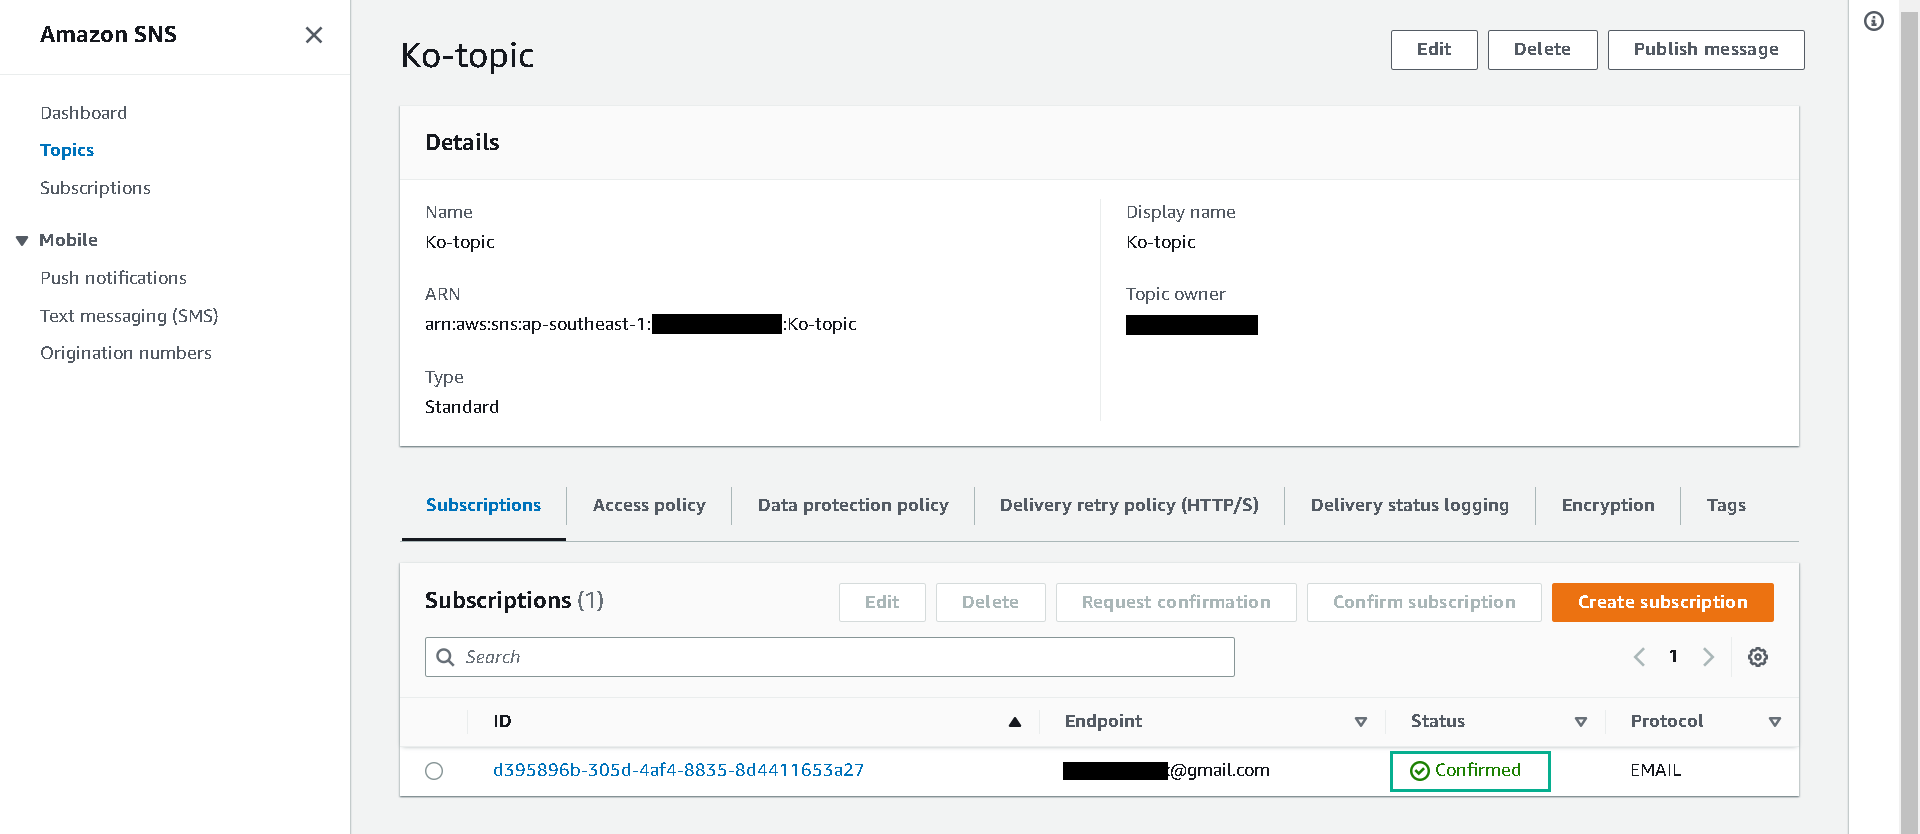 Amazon SNS
Dashboard
Topics
Subscriptions
Mobile
Push notifications
Text messaging (SMS)
Origination numbers
Ko-topic
Edit
Delete
Publish message
Details
Name
Ko-topic
Display name
Ko-topic
ARN
arn:aws:sns:ap-southeast-1: :Ko-topic
Topic owner
Type
Standard
Subscriptions
Access policy
Data protection policy
Delivery retry policy (HTTP/S)
Delivery status logging
Encryption
Tags
Subscriptions (1)
Edit
Delete
Request confirmation
Confirm subscription
Create subscription
Search
1
ID
Endpoint
Status
Protocol
d395896b-305d-4af4-8835-8d4411653a27
@gmail.com
Confirmed
EMAIL